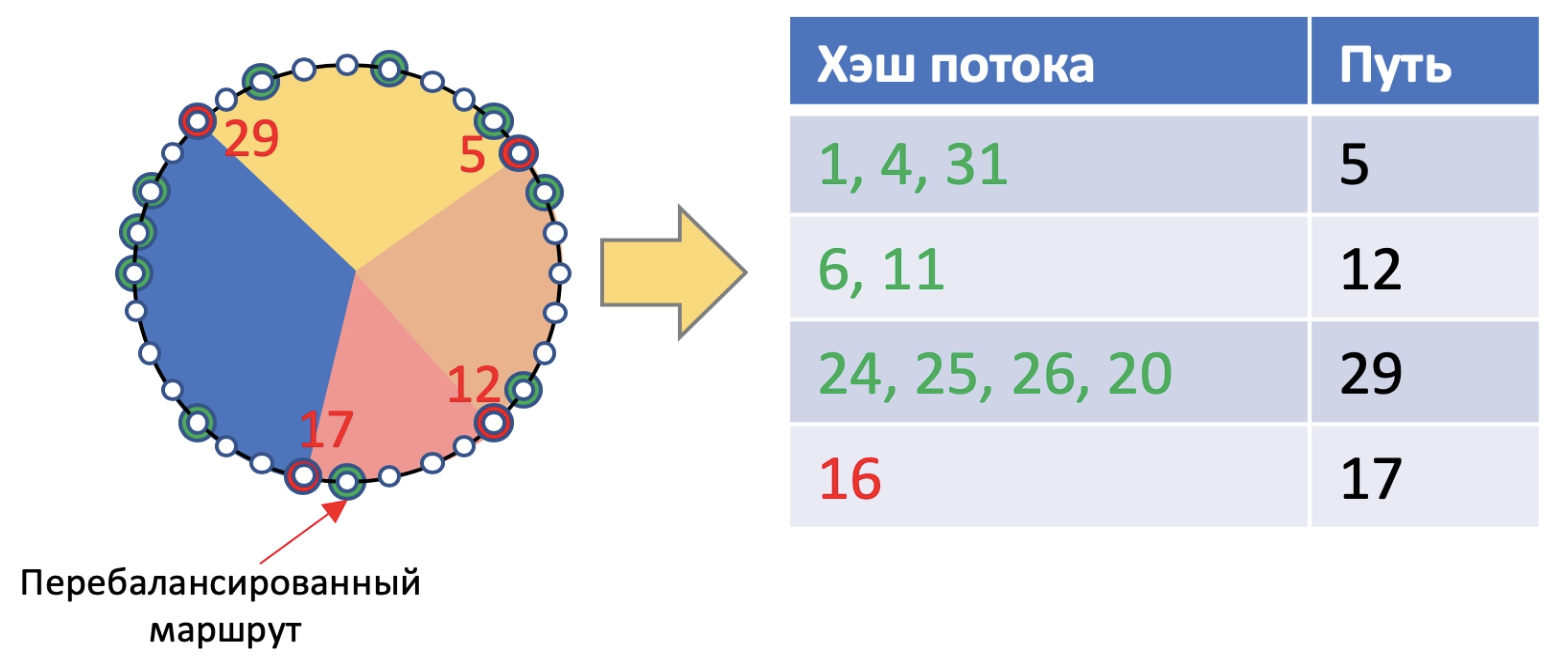 29
5
12
17
Перебалансированный
маршрут
Хэш потока Путь
1, 4, 31 5
6, 11 12
24, 25, 26, 20 29
16 17